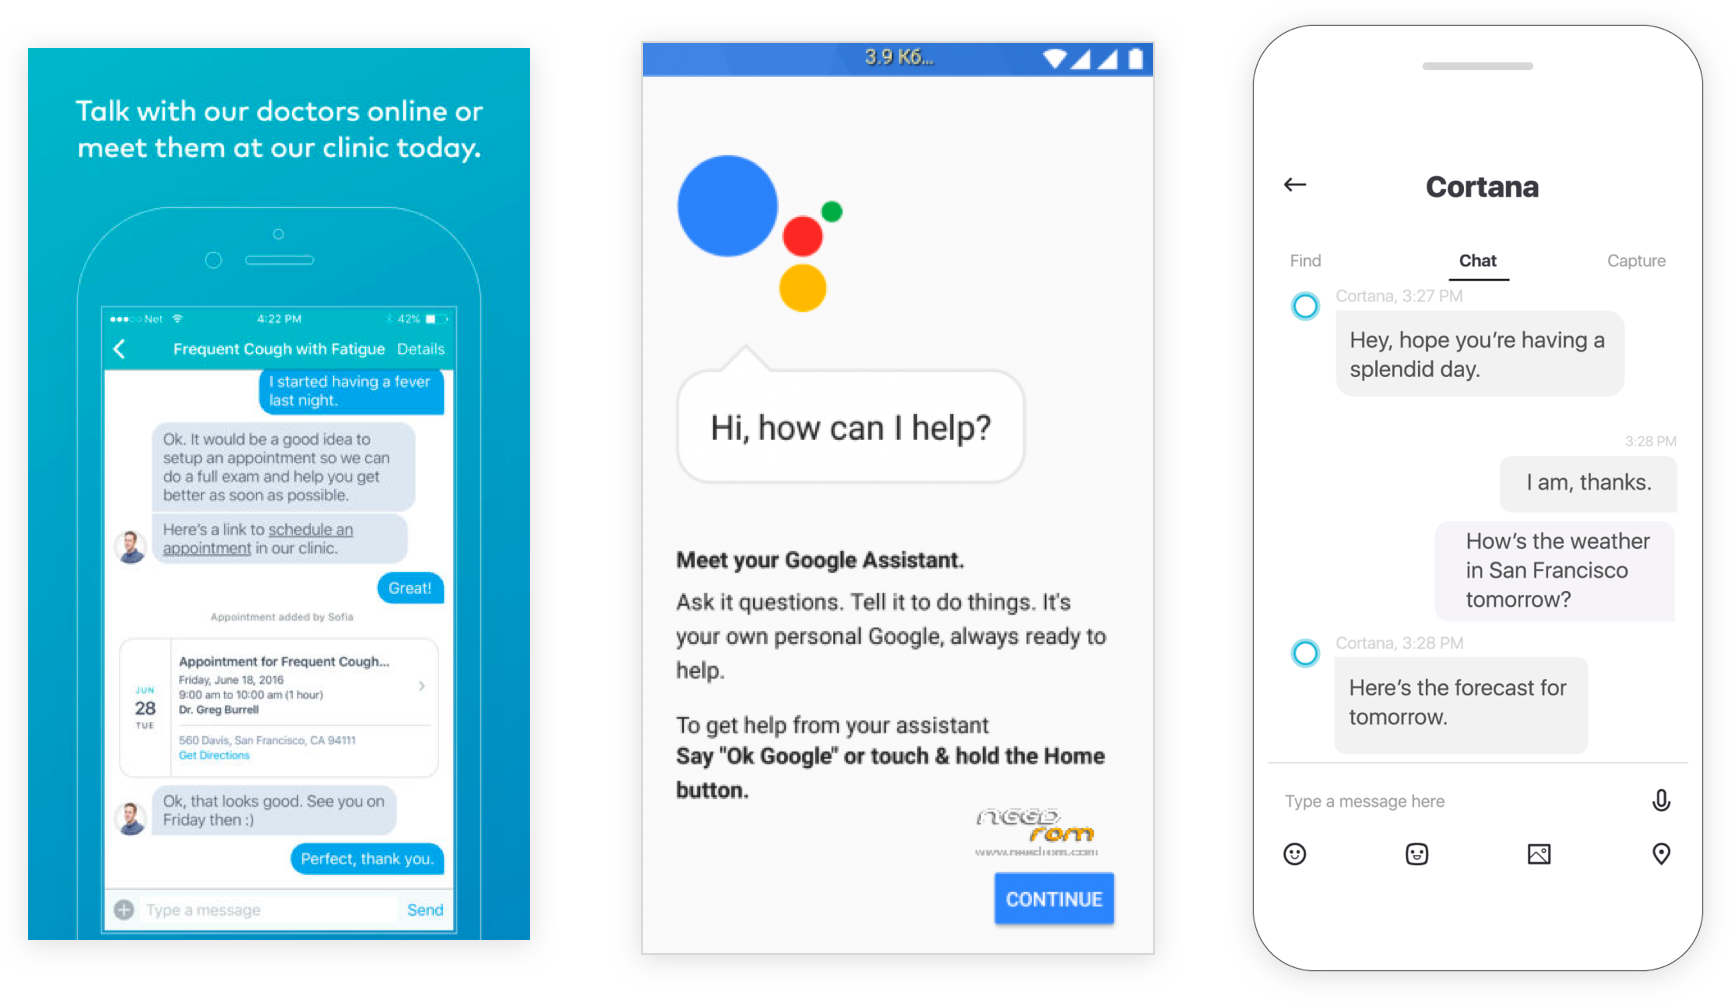 Talk with our doctors online or
meet them at our clinic today.
Net
4:22 PM
42%
Frequent Cough with Fatigue
Details
I started having a fever
last night.
Ok. It would be a good idea to
setup an appointment so we can
do a full exam and help you get
better as soon as possible.
Here's a link to schedule an
appointment in our clinic.
Great!
Appointment added by Sofia
JUN
28
TUE
Appointment for Frequent Cough...
Friday, June 18, 2016
9:00 am to 10:00 am (1 hour)
Dr. Greg Burrell
560 Davis, San Francisco, CA 94111
Get Directions
Ok, that looks good. See you on
Friday then :)
Perfect, thank you.
Type a message
Send
3.9 Кб...
Hi, how can I help?
Meet your Google Assistant.
Ask it questions. Tell it to do things. It's
your own personal Google, always ready to
help.
To get help from your assistant
Say "Ok Google" or touch & hold the Home
button.
needrom
www.needrom.com
CONTINUE
Cortana
Find
Chat
Capture
Cortana, 3:27 PM
Hey, hope you’re having a
splendid day.
3:28 PM
I am, thanks.
How’s the weather
in San Francisco
tomorrow?
Cortana, 3:28 PM
Here’s the forecast for
tomorrow.
Type a message here